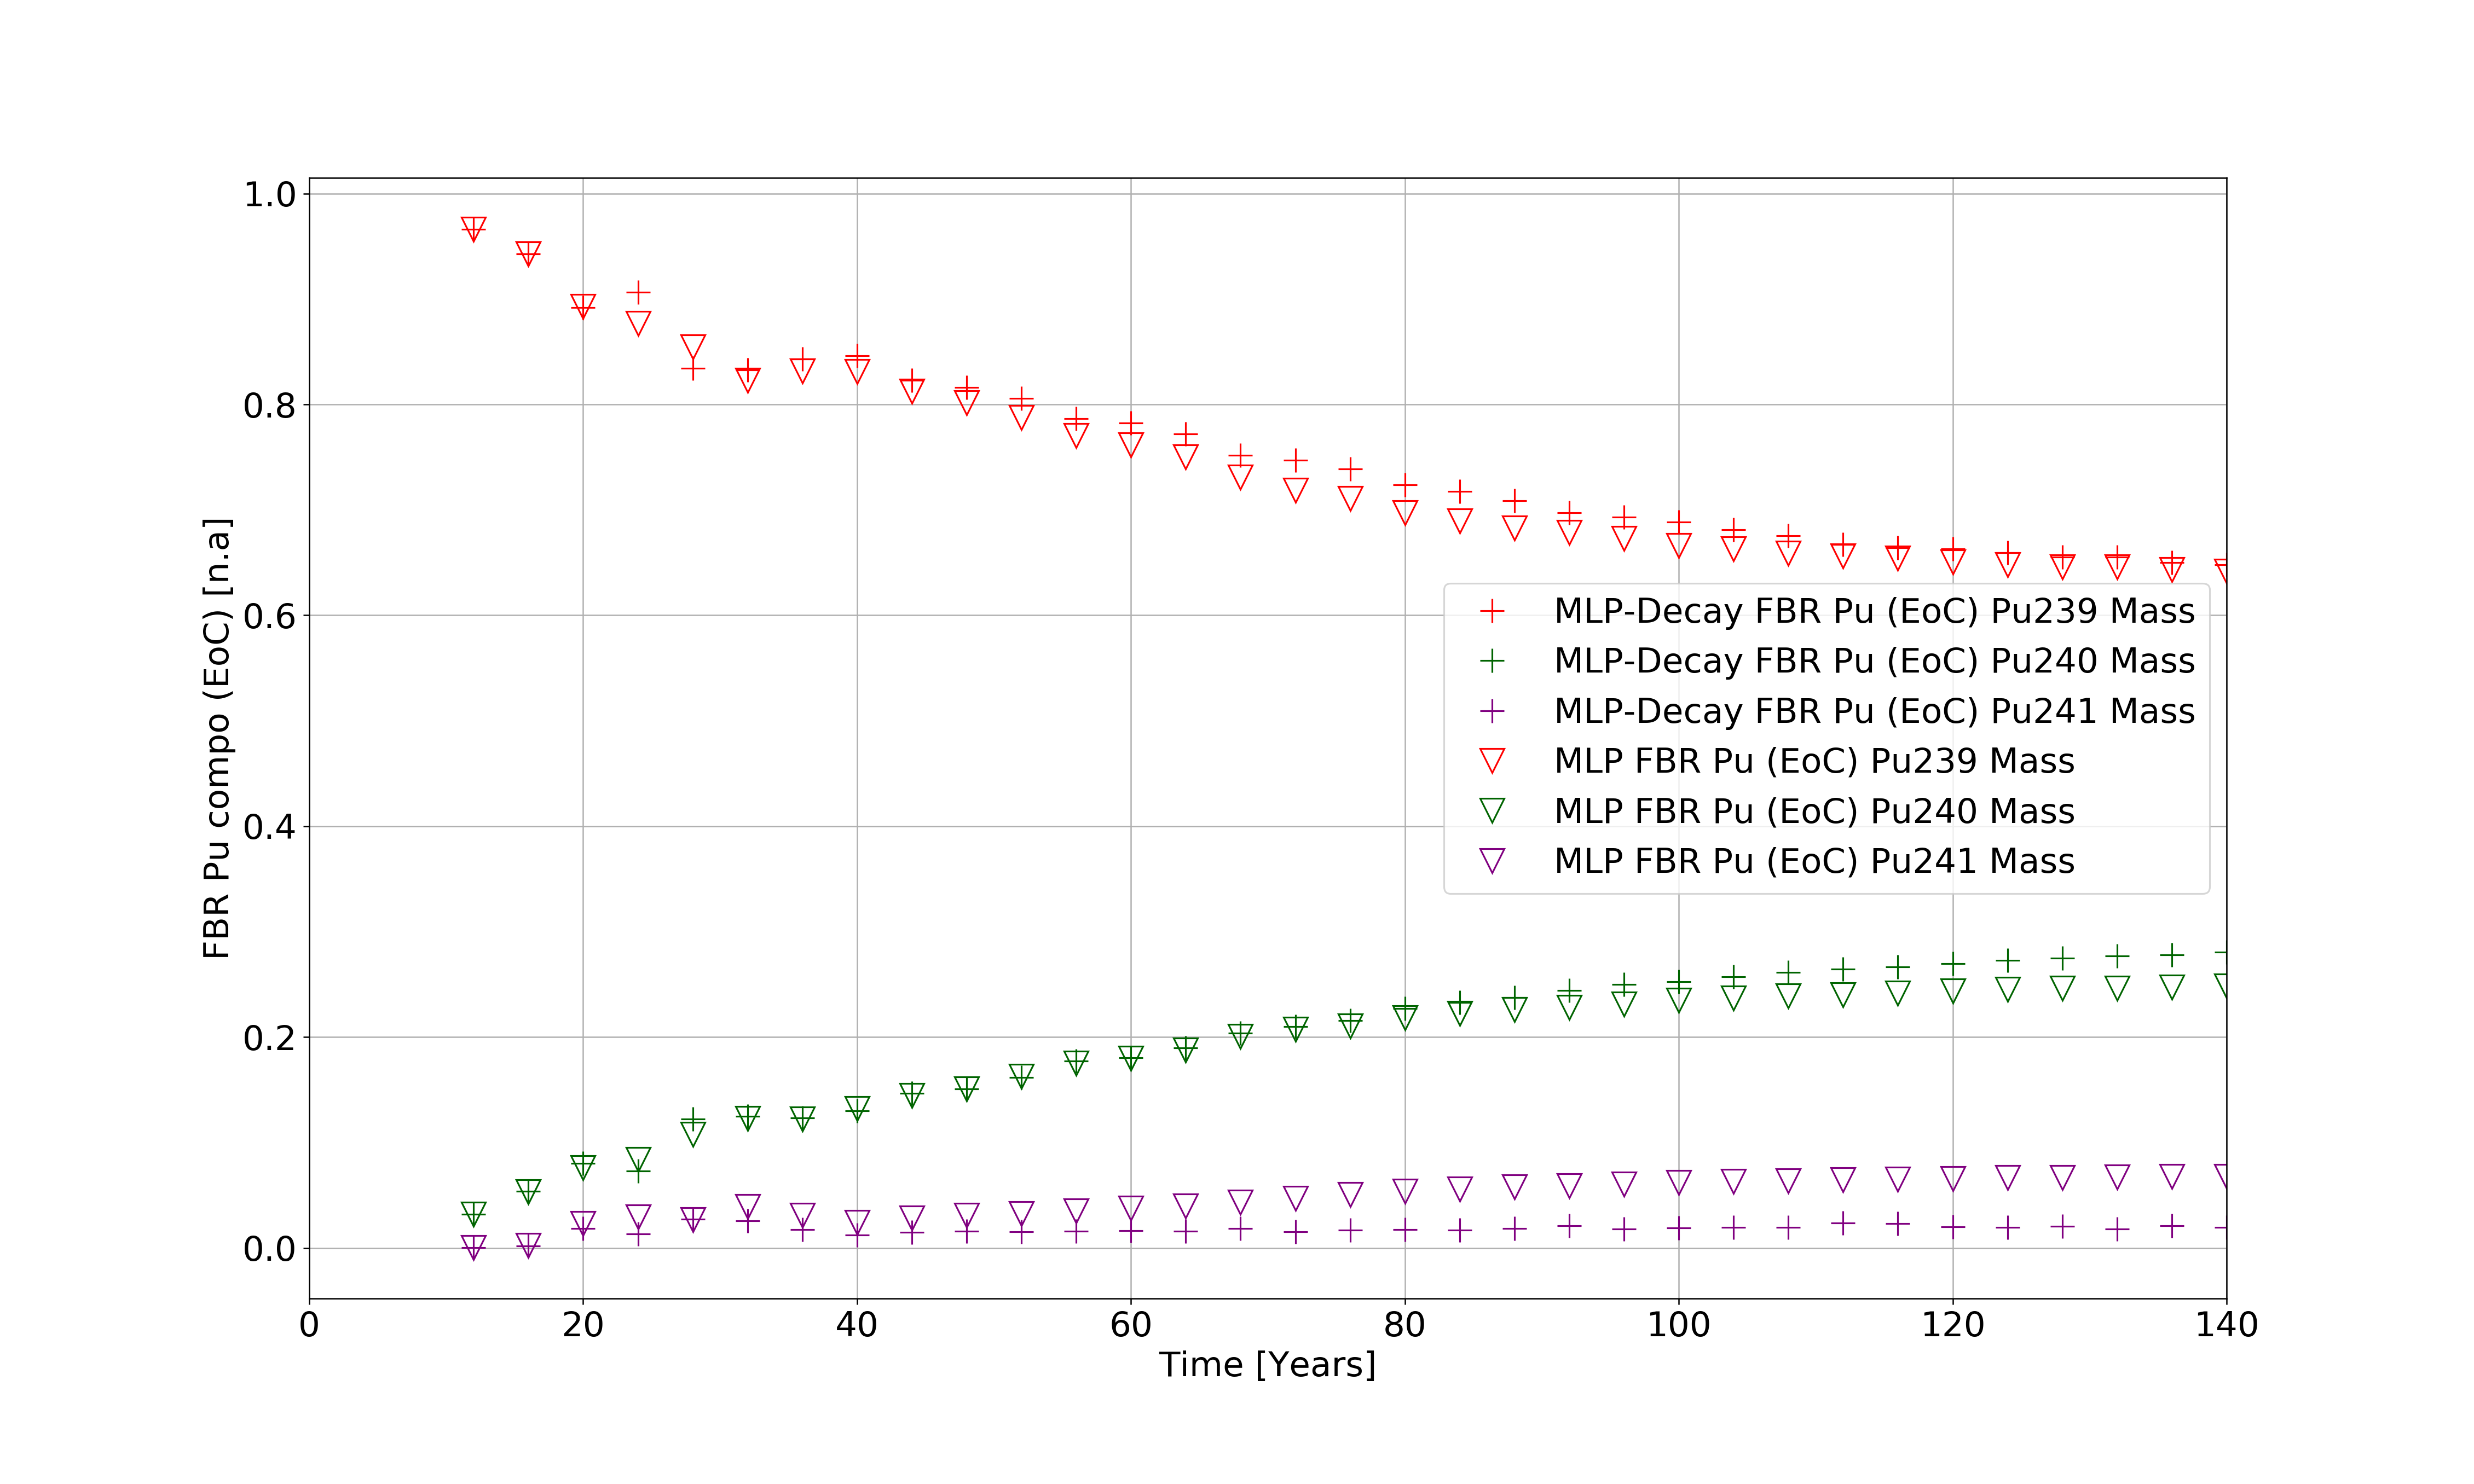 1.0
0.8
0.6
0.4
0.2
0.0
FBR Pu compo (EoC) [n.a]
MLP-Decay FBR Pu (EoC) Pu239 Mass
MLP-Decay FBR Pu (EoC) Pu240 Mass
MLP-Decay FBR Pu (EoC) Pu241 Mass
MLP FBR Pu (EoC) Pu239 Mass
MLP FBR Pu (EoC) Pu240 Mass
MLP FBR Pu (EoC) Pu241 Mass
0 20 40 60 80 100 120 140
Time [Years]